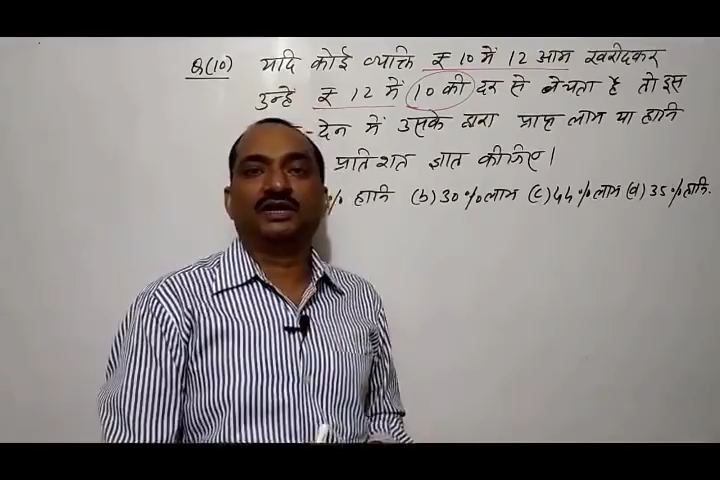 Q(10) यदि कोई व्यक्ति ₹ 10 में 12 आम खरीदकर
उन्हें ₹ 12 में 10 की दर से बेचता है तो इस
देन में उसके द्वारा प्राप्त लाभ या हानि
प्रतिशत ज्ञात कीजिए।
% हानि (b) 30 % लाभ (c) 44 % लाभ (d) 35 % हानि.